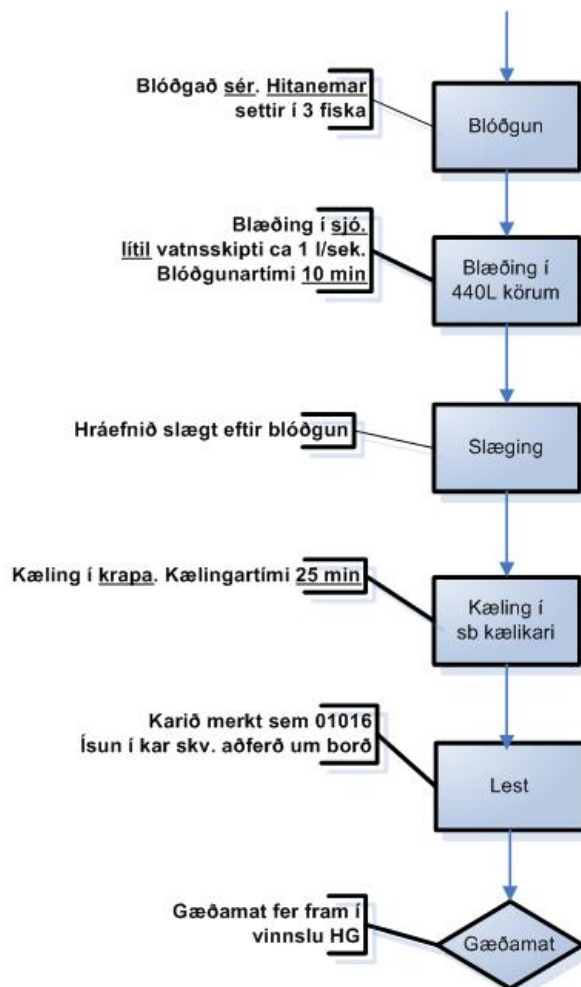 Blóðgað sér. Hitanemar
settir í 3 fiska
Blóðgun
Blæðing í sjó.
lítil vatnsskipti ca 1 l/sek.
Blóðgunartími 10 min
Blæðing í
440L körum
Hráefnið slægt eftir blóðgun
Slæging
Kæling í krapa. Kælingartími 25 min
Kæling í
sb kælikari
Karið merkt sem 01016
Ísun í kar skv. aðferð um borð
Lest
Gæðamat fer fram í
vinnslu HG
Gæðamat